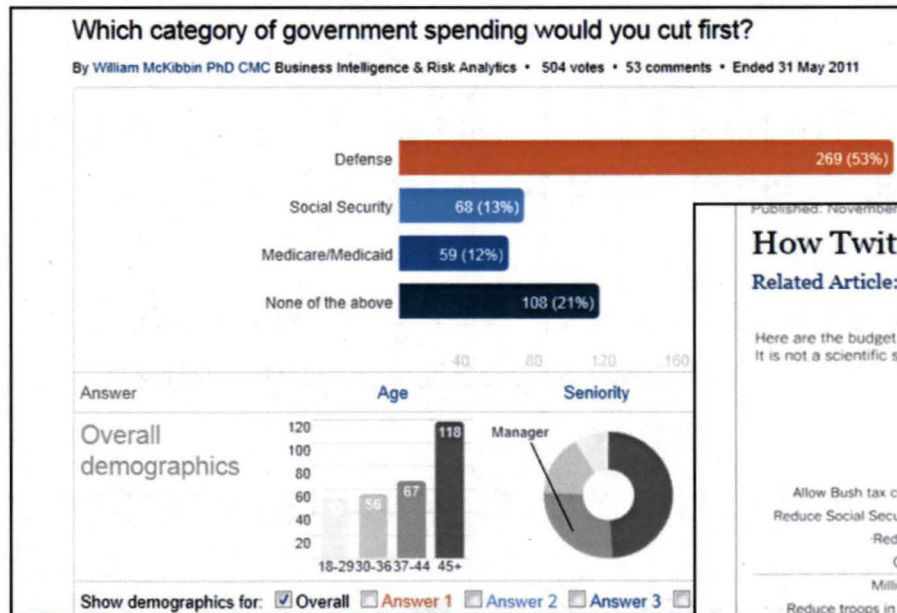 Which category of government spending would you cut first?
By William McKibbin PhD CMC Business Intelligence & Risk Analytics • 504 votes • 53 comments • Ended 31 May 2011
Defense 269 (53%)
Social Security 68 (13%)
Medicare/Medicaid 59 (12%)
None of the above 108 (21%)
40 80 120 160
Answer Age Seniority
Overall
demographics
120
100
80
60
40
20
56 67 118
18-29 30-36 37-44 45+
Manager
Show demographics for: Overall Answer 1 Answer 2 Answer 3
Published: November
How Twit
Related Article:
Here are the budget
It is not a scientific s
Allow Bush tax c
Reduce Social Secu
Red
Milli
Reduce troops in